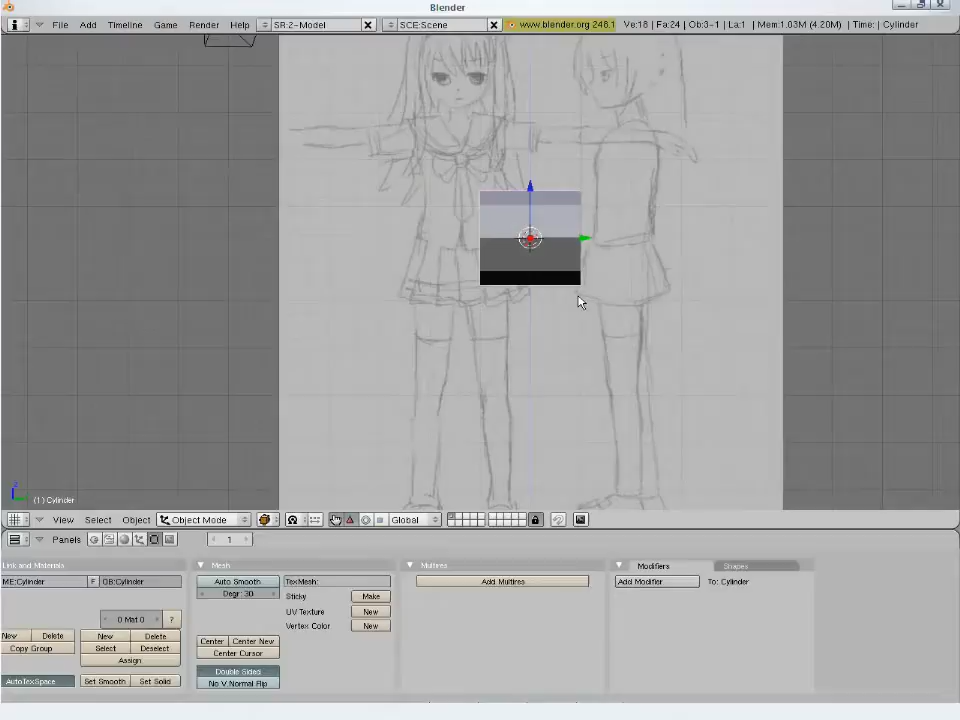 Blender
File Add Timeline Game Render Help SR:2-Model SCE:Scene www.blender.org 248.1 Ve:18 | Fa:24 | Ob:3-1 | La:1 | Mem:1.03M (4.20M) | Time: | Cylinder
z
(1) Cylinder
View Select Object Object Mode Global
Panels 1
Link and Materials Mesh Multires Modifiers Shapes
ME:Cylinder F OB:Cylinder Auto Smooth TexMesh: Add Multires Add Modifier To: Cylinder
Degr: 30 Sticky Make
0 Mat 0 ? UV Texture New
Vertex Color New
New Delete New Delete Center Center New
Copy Group Select Deselect Center Cursor
Assign
AutoTexSpace Set Smooth Set Solid Double Sided
No V.Normal Flip